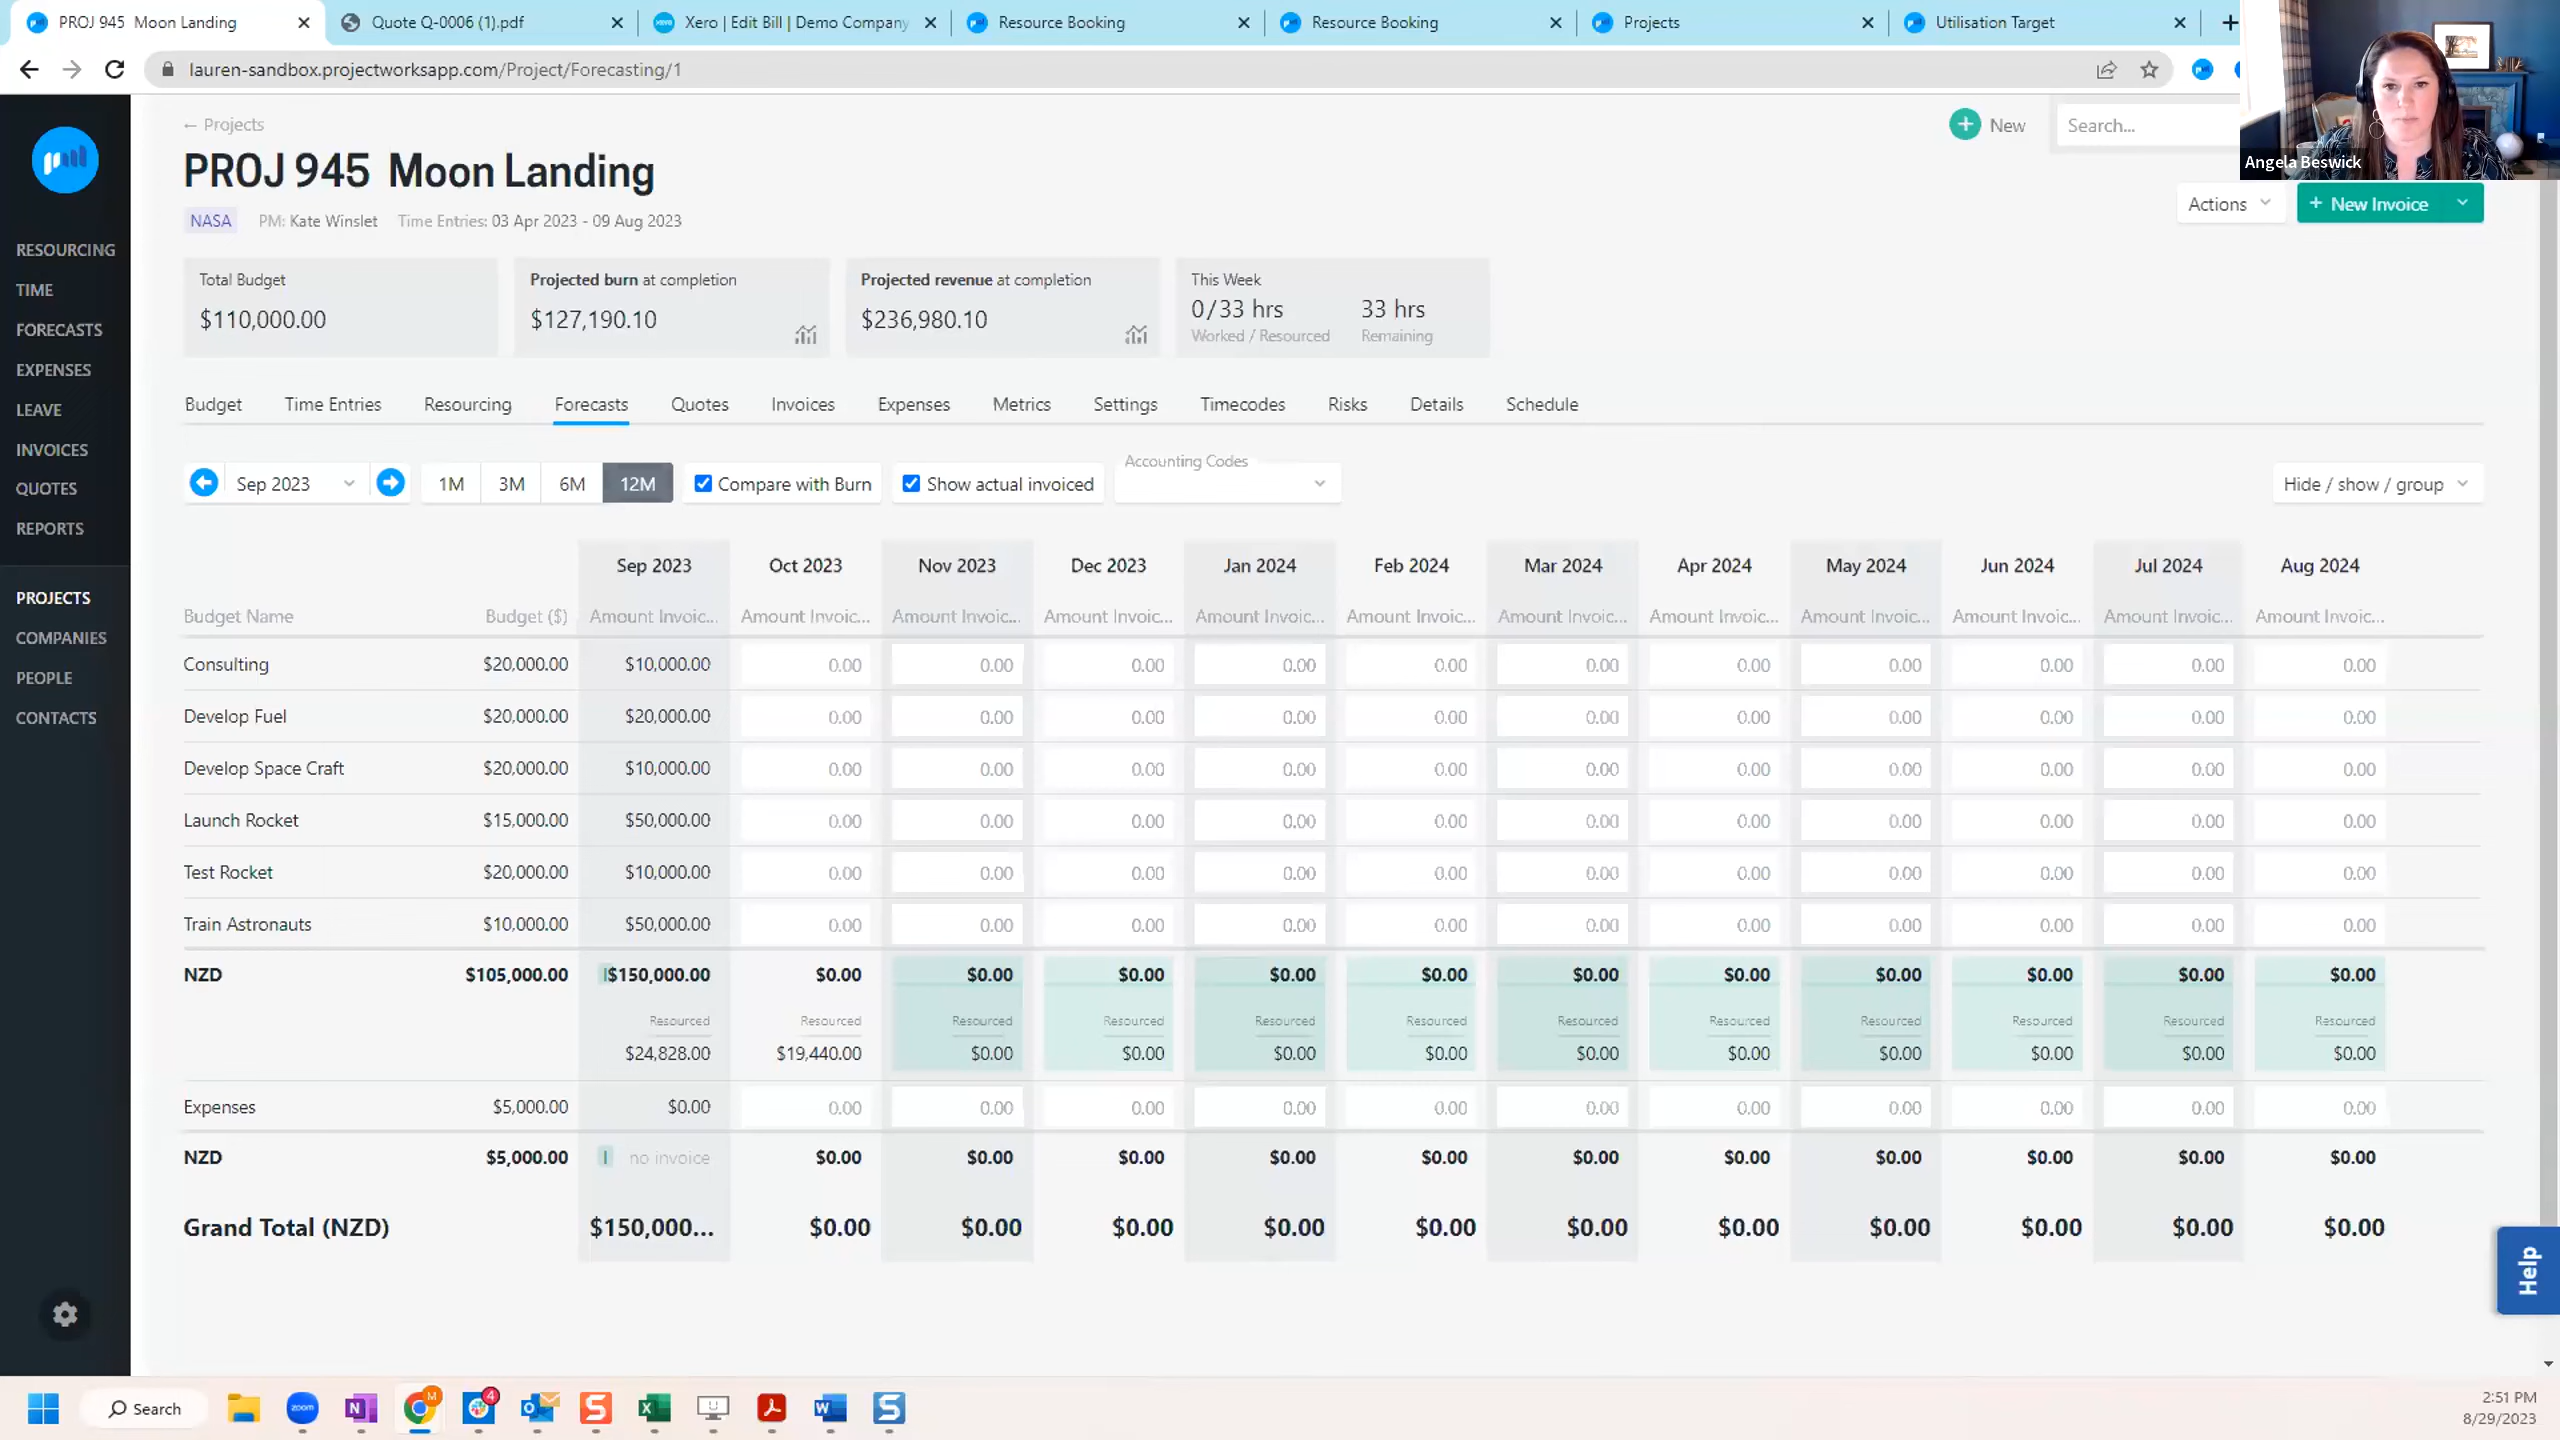 PROJ 945 Moon Landing
Quote Q-0006 (1).pdf
Xero | Edit Bill | Demo Company
Resource Booking
Resource Booking
Projects
Utilisation Target
lauren-sandbox.projectworksapp.com/Project/Forecasting/1
Angela Beswick
← Projects
+ New
Search...
PROJ 945 Moon Landing
NASA PM: Kate Winslet Time Entries: 03 Apr 2023 - 09 Aug 2023
Actions
+ New Invoice
RESOURCING
TIME
FORECASTS
EXPENSES
LEAVE
INVOICES
QUOTES
REPORTS
PROJECTS
COMPANIES
PEOPLE
CONTACTS
Total Budget
$110,000.00
Projected burn at completion
$127,190.10
Projected revenue at completion
$236,980.10
This Week
0/33 hrs 33 hrs
Worked / Resourced Remaining
Budget Time Entries Resourcing Forecasts Quotes Invoices Expenses Metrics Settings Timecodes Risks Details Schedule
Accounting Codes
Sep 2023 1M 3M 6M 12M Compare with Burn Show actual invoiced Hide / show / group
Sep 2023 Oct 2023 Nov 2023 Dec 2023 Jan 2024 Feb 2024 Mar 2024 Apr 2024 May 2024 Jun 2024 Jul 2024 Aug 2024
Budget Name Budget ($) Amount Invoic... Amount Invoic... Amount Invoic... Amount Invoic... Amount Invoic... Amount Invoic... Amount Invoic... Amount Invoic... Amount Invoic... Amount Invoic... Amount Invoic... Amount Invoic...
Consulting $20,000.00 $10,000.00 0.00 0.00 0.00 0.00 0.00 0.00 0.00 0.00 0.00 0.00 0.00
Develop Fuel $20,000.00 $20,000.00 0.00 0.00 0.00 0.00 0.00 0.00 0.00 0.00 0.00 0.00 0.00
Develop Space Craft $20,000.00 $10,000.00 0.00 0.00 0.00 0.00 0.00 0.00 0.00 0.00 0.00 0.00 0.00
Launch Rocket $15,000.00 $50,000.00 0.00 0.00 0.00 0.00 0.00 0.00 0.00 0.00 0.00 0.00 0.00
Test Rocket $20,000.00 $10,000.00 0.00 0.00 0.00 0.00 0.00 0.00 0.00 0.00 0.00 0.00 0.00
Train Astronauts $10,000.00 $50,000.00 0.00 0.00 0.00 0.00 0.00 0.00 0.00 0.00 0.00 0.00 0.00
NZD $105,000.00 I $150,000.00 $0.00 $0.00 $0.00 $0.00 $0.00 $0.00 $0.00 $0.00 $0.00 $0.00 $0.00
Resourced Resourced Resourced Resourced Resourced Resourced Resourced Resourced Resourced Resourced Resourced Resourced
$24,828.00 $19,440.00 $0.00 $0.00 $0.00 $0.00 $0.00 $0.00 $0.00 $0.00 $0.00 $0.00
Expenses $5,000.00 $0.00 0.00 0.00 0.00 0.00 0.00 0.00 0.00 0.00 0.00 0.00 0.00
NZD $5,000.00 I no invoice $0.00 $0.00 $0.00 $0.00 $0.00 $0.00 $0.00 $0.00 $0.00 $0.00 $0.00
Grand Total (NZD) $150,000... $0.00 $0.00 $0.00 $0.00 $0.00 $0.00 $0.00 $0.00 $0.00 $0.00 $0.00
Help
Search
zoom
N
M
4
S
X
W
S
2:51 PM
8/29/2023